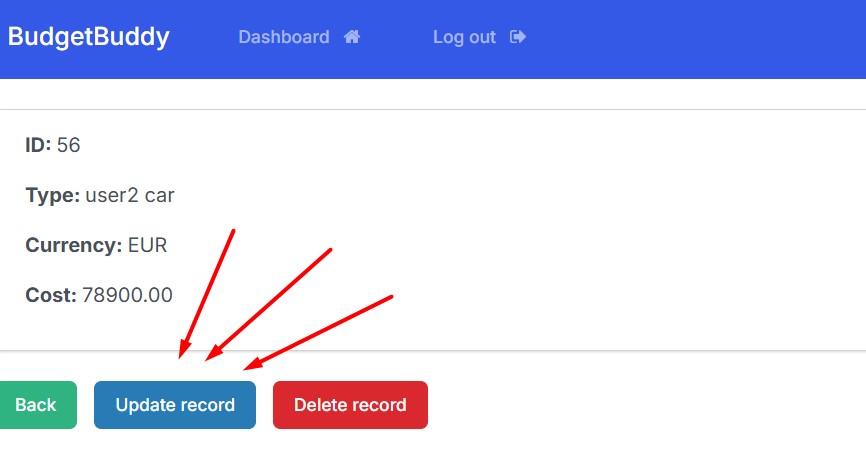 BudgetBuddy Dashboard Log out
ID: 56
Type: user2 car
Currency: EUR
Cost: 78900.00
Back Update record Delete record